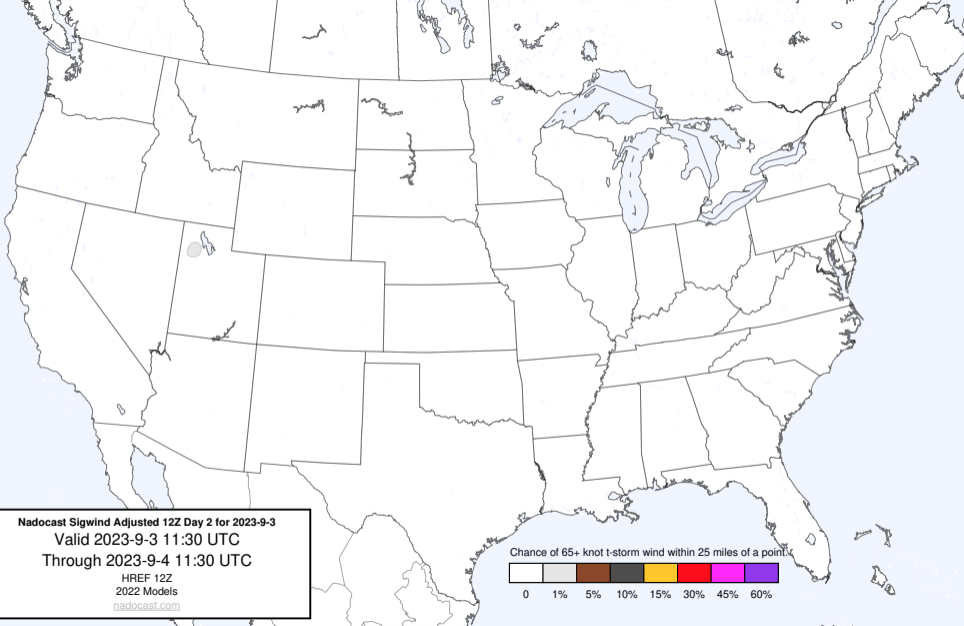 Nadocast Sigwind Adjusted 12Z Day 2 for 2023-9-3
Valid 2023-9-3 11:30 UTC
Through 2023-9-4 11:30 UTC
HREF 12Z
2022 Models
nadocast.com
Chance of 65+ knot t-storm wind within 25 miles of a point.
0 1% 5% 10% 15% 30% 45% 60%